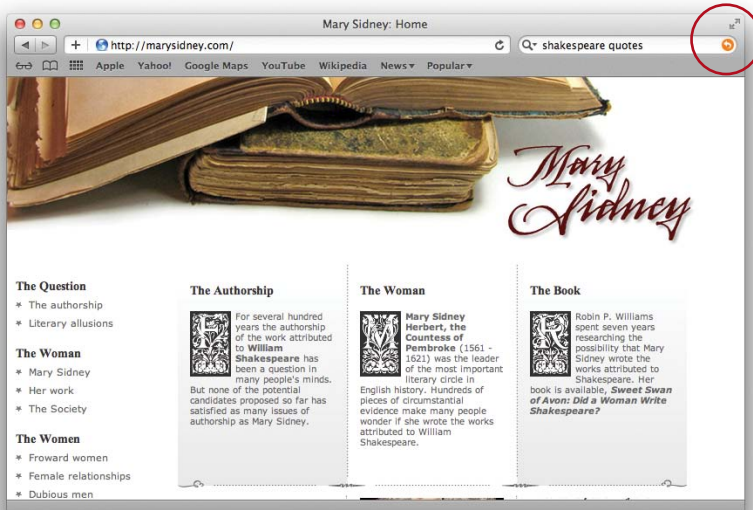 Mary Sidney: Home
http://marysidney.com/
shakespeare quotes
Apple Yahoo! Google Maps YouTube Wikipedia News Popular
Mary
Sidney
The Question
The authorship
Literary allusions
The Woman
Mary Sidney
Her work
The Society
The Women
Froward women
Female relationships
Dubious men
The Authorship
F
For several hundred
years the authorship
of the work attributed
to William
Shakespeare has
been a question in
many people's minds.
But none of the potential
candidates proposed so far has
satisfied as many issues of
authorship as Mary Sidney.
The Woman
M
Mary Sidney
Herbert, the
Countess of
Pembroke (1561 -
1621) was the leader
of the most important
literary circle in
English history. Hundreds of
pieces of circumstantial
evidence make many people
wonder if she wrote the works
attributed to William
Shakespeare.
The Book
R
Robin P. Williams
spent seven years
researching the
possibility that Mary
Sidney wrote the
works attributed to
Shakespeare. Her
book is available, Sweet Swan
of Avon: Did a Woman Write
Shakespeare?